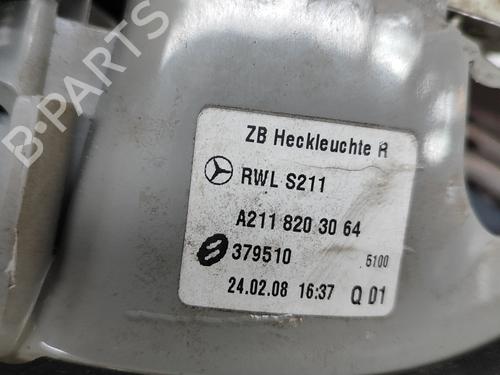 B-PARTS
ZB Heckleuchte R
RWL S211
A211 820 30 64
379510 5100
24.02.08 16:37 Q 01